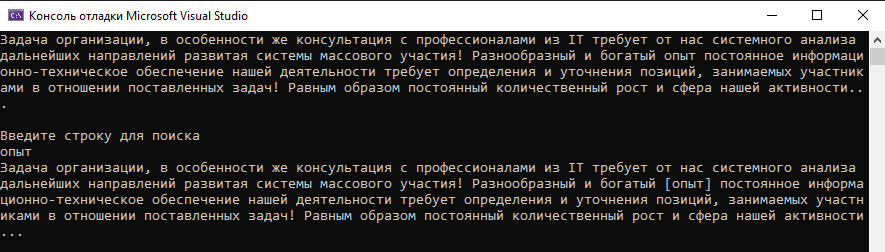 Консоль отладки Microsoft Visual Studio
Задача организации, в особенности же консультация с профессионалами из IT требует от нас системного анализа
дальнейших направлений развитая системы массового участия! Разнообразный и богатый опыт постоянное информаци
онно-техническое обеспечение нашей деятельности требует определения и уточнения позиций, занимаемых участник
ами в отношении поставленных задач! Равным образом постоянный количественный рост и сфера нашей активности..
.
Введите строку для поиска
опыт
Задача организации, в особенности же консультация с профессионалами из IT требует от нас системного анализа
дальнейших направлений развитая системы массового участия! Разнообразный и богатый [опыт] постоянное информа
ционно-техническое обеспечение нашей деятельности требует определения и уточнения позиций, занимаемых участн
иками в отношении поставленных задач! Равным образом постоянный количественный рост и сфера нашей активности
...